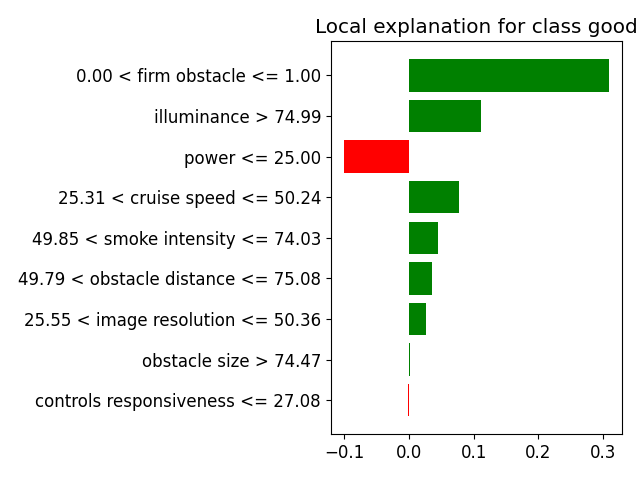 Local explanation for class good
0.00 < firm obstacle <= 1.00
illuminance > 74.99
power <= 25.00
25.31 < cruise speed <= 50.24
49.85 < smoke intensity <= 74.03
49.79 < obstacle distance <= 75.08
25.55 < image resolution <= 50.36
obstacle size > 74.47
controls responsiveness <= 27.08
−0.1 0.0 0.1 0.2 0.3